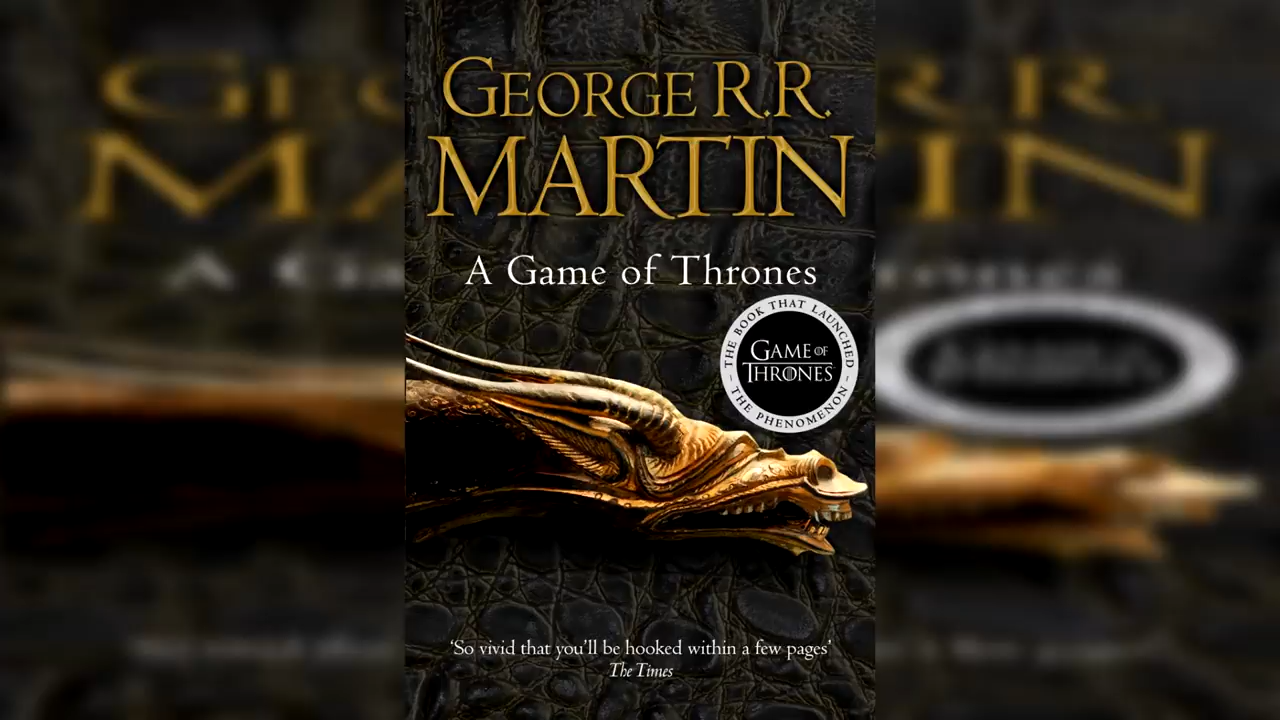 GEORGE R.R.
MARTIN
A Game of Thrones
THE BOOK THAT LAUNCHED
GAME OF
THRONES
THE PHENOMENON
‘So vivid that you’ll be hooked within a few pages’
The Times